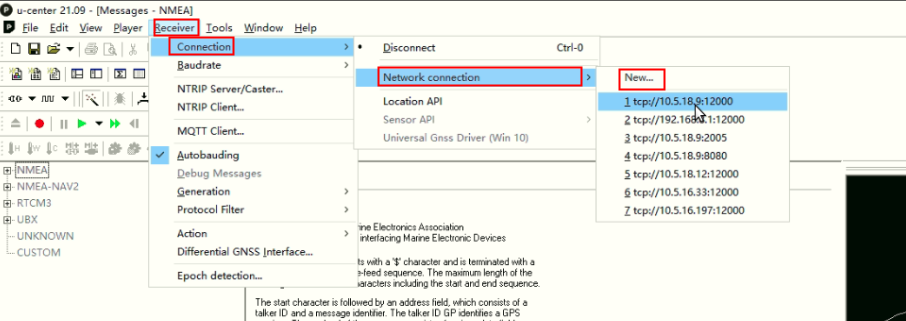 u-center 21.09 - [Messages - NMEA]
File Edit View Player Receiver Tools Window Help
Connection
Baudrate
NTRIP Server/Caster...
NTRIP Client...
MQTT Client...
Autobauding
Debug Messages
Generation
Protocol Filter
Action
Differential GNSS Interface...
Epoch detection...
Disconnect Ctrl-0
Network connection
Location API
Sensor API
Universal Gnss Driver (Win 10)
New...
1 tcp://10.5.18.9:12000
2 tcp://192.168.1:12000
3 tcp://10.5.18.9:2005
4 tcp://10.5.18.9:8080
5 tcp://10.5.18.12:12000
6 tcp://10.5.16.33:12000
7 tcp://10.5.16.197:12000
NMEA
NMEA-NAV2
RTCM3
UBX
UNKNOWN
CUSTOM
rine Electronics Association
interfacing Marine Electronic Devices
ts with a '$' character and is terminated with a
e-feed sequence. The maximum length of the
aracters including the start and end sequence.
The start character is followed by an address field, which consists of a
talker ID and a message identifier. The talker ID GP identifies a GPS